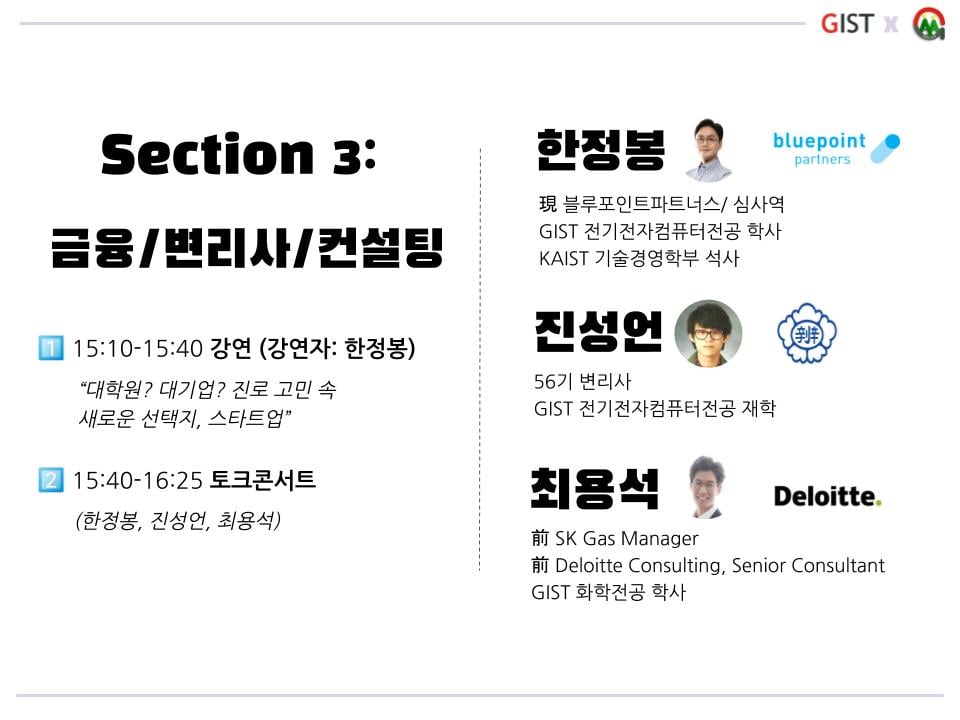 GIST x
Section 3:
금융/변리사/컨설팅
1 15:10-15:40 강연 (강연자: 한정봉)
“대학원? 대기업? 진로 고민 속
새로운 선택지, 스타트업”
2 15:40-16:25 토크콘서트
(한정봉, 진성언, 최용석)
한정봉
bluepoint
partners
現 블루포인트파트너스/ 심사역
GIST 전기전자컴퓨터전공 학사
KAIST 기술경영학부 석사
진성언
56기 변리사
GIST 전기전자컴퓨터전공 재학
최용석
Deloitte.
前 SK Gas Manager
前 Deloitte Consulting, Senior Consultant
GIST 화학전공 학사